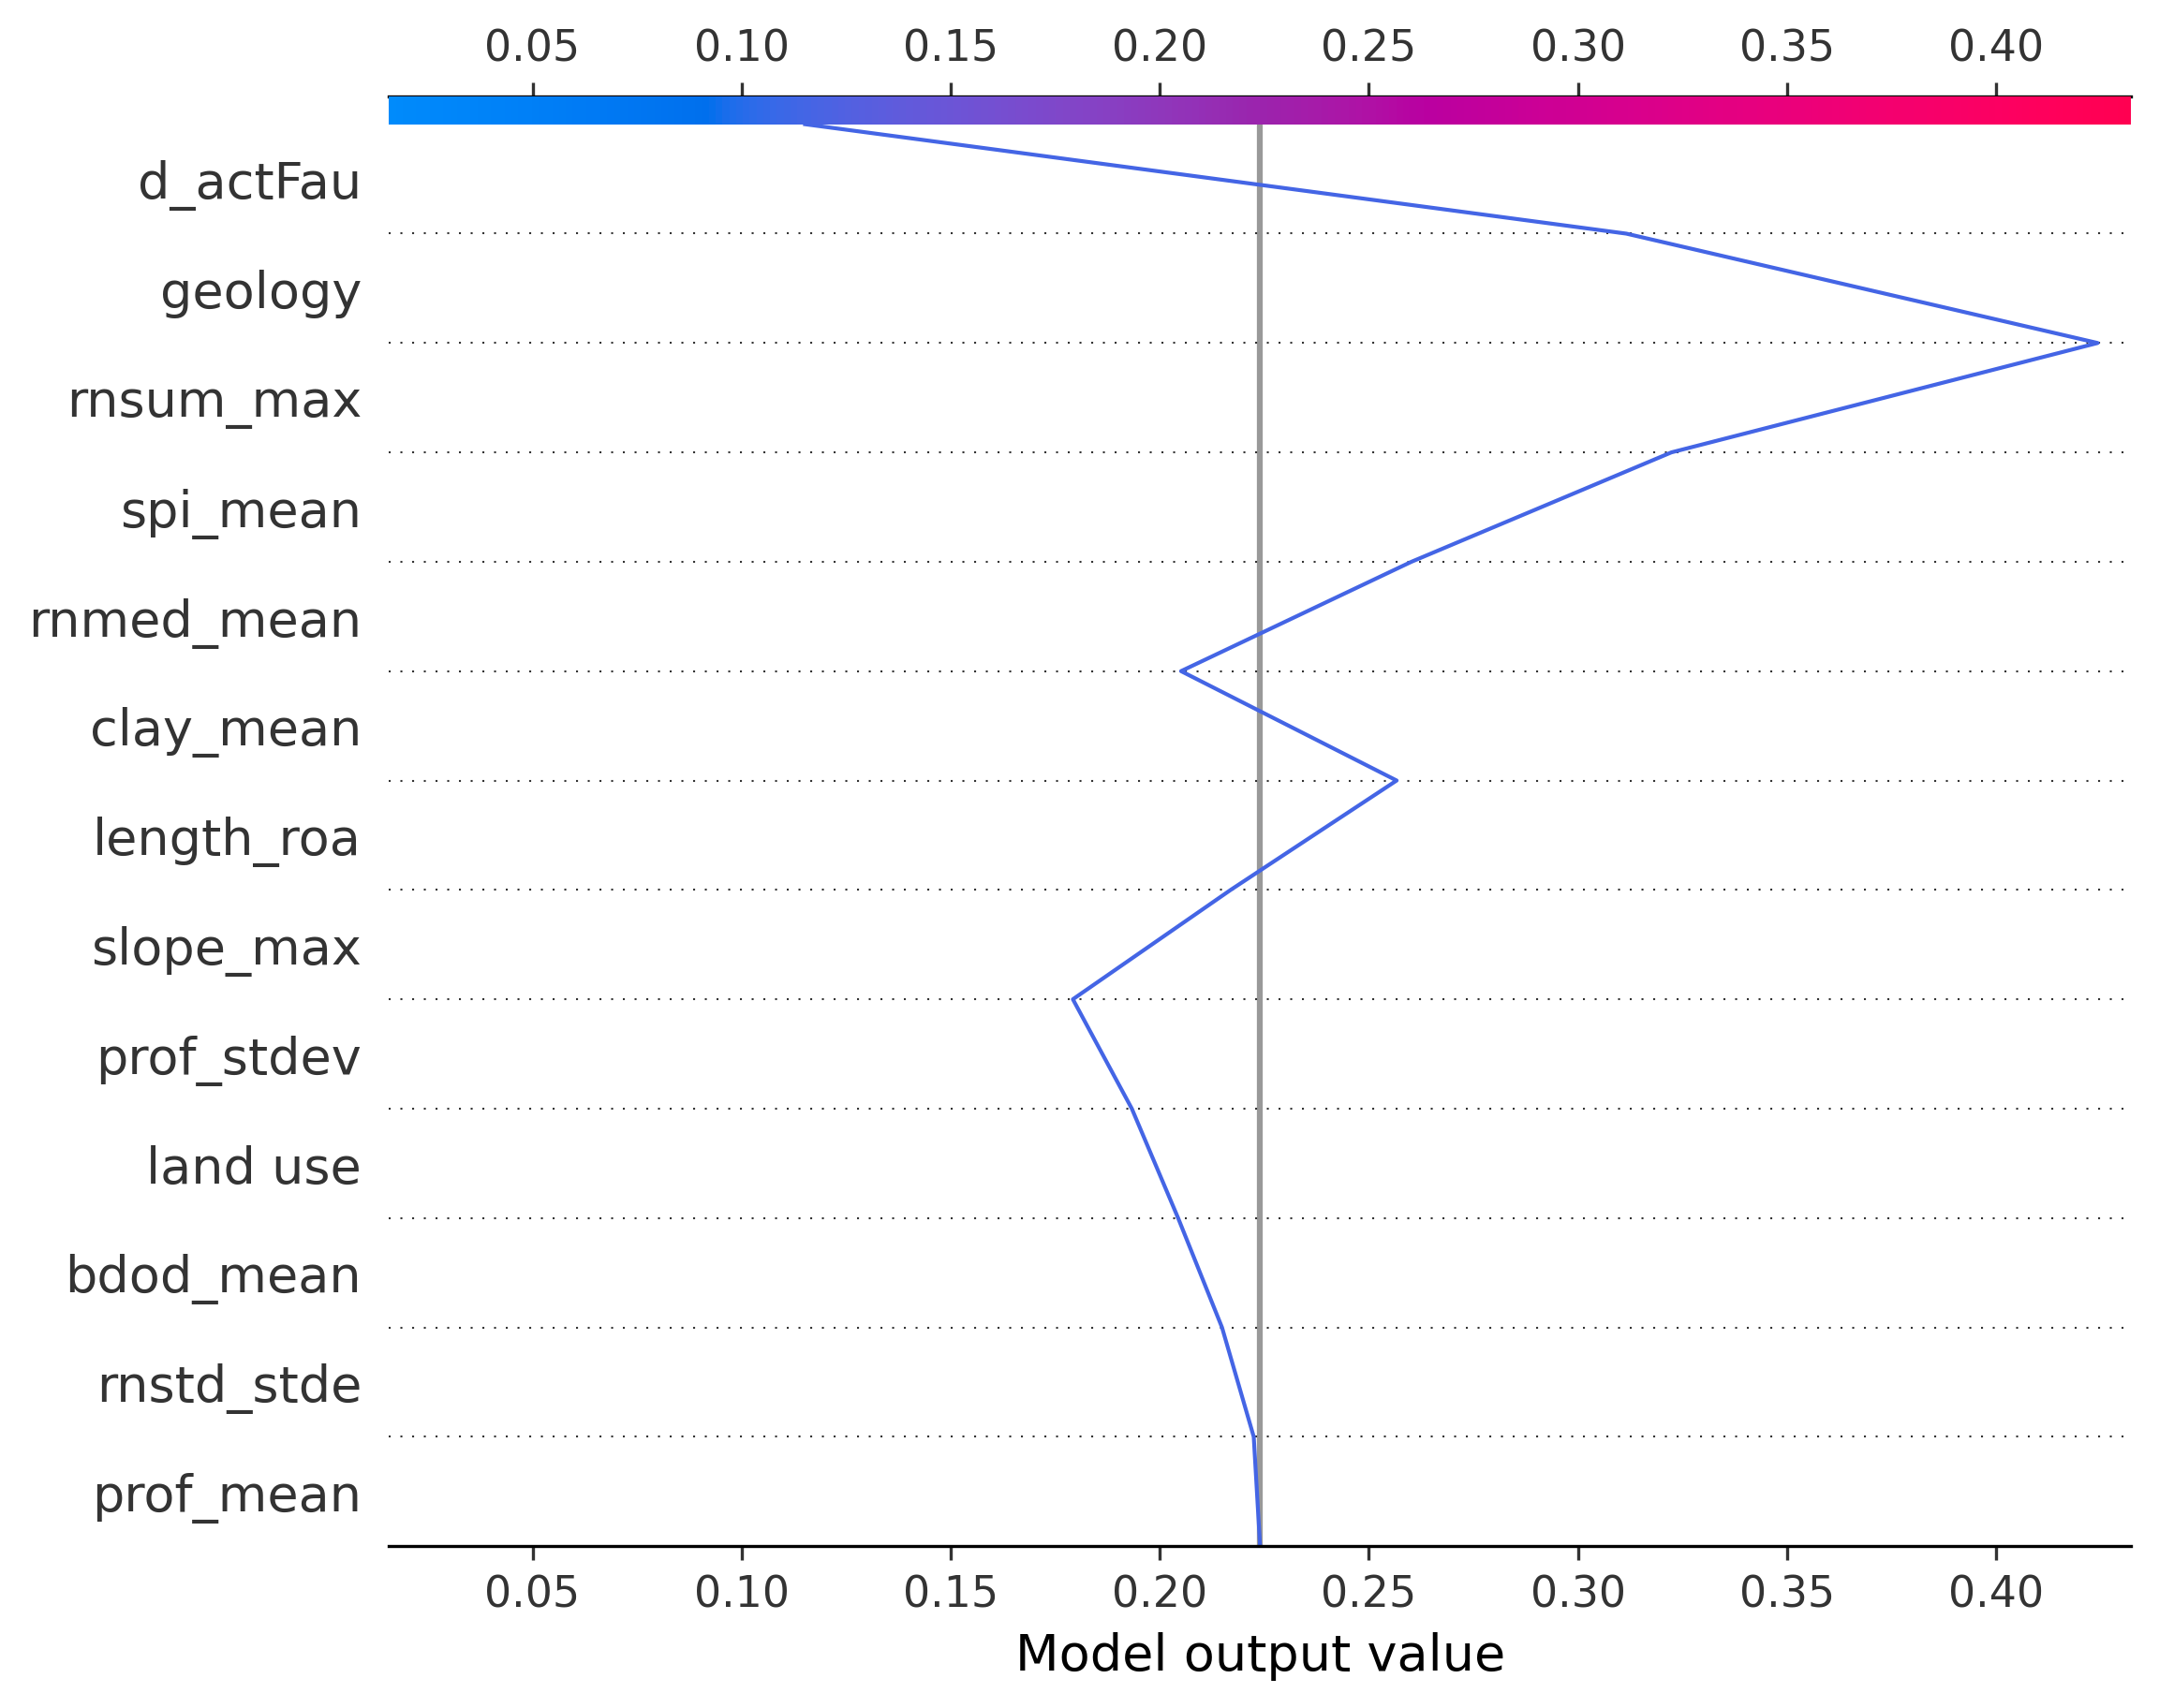 0.05 0.10 0.15 0.20 0.25 0.30 0.35 0.40
d_actFau
geology
rnsum_max
spi_mean
rnmed_mean
clay_mean
length_roa
slope_max
prof_stdev
land use
bdod_mean
rnstd_stde
prof_mean
0.05 0.10 0.15 0.20 0.25 0.30 0.35 0.40
Model output value